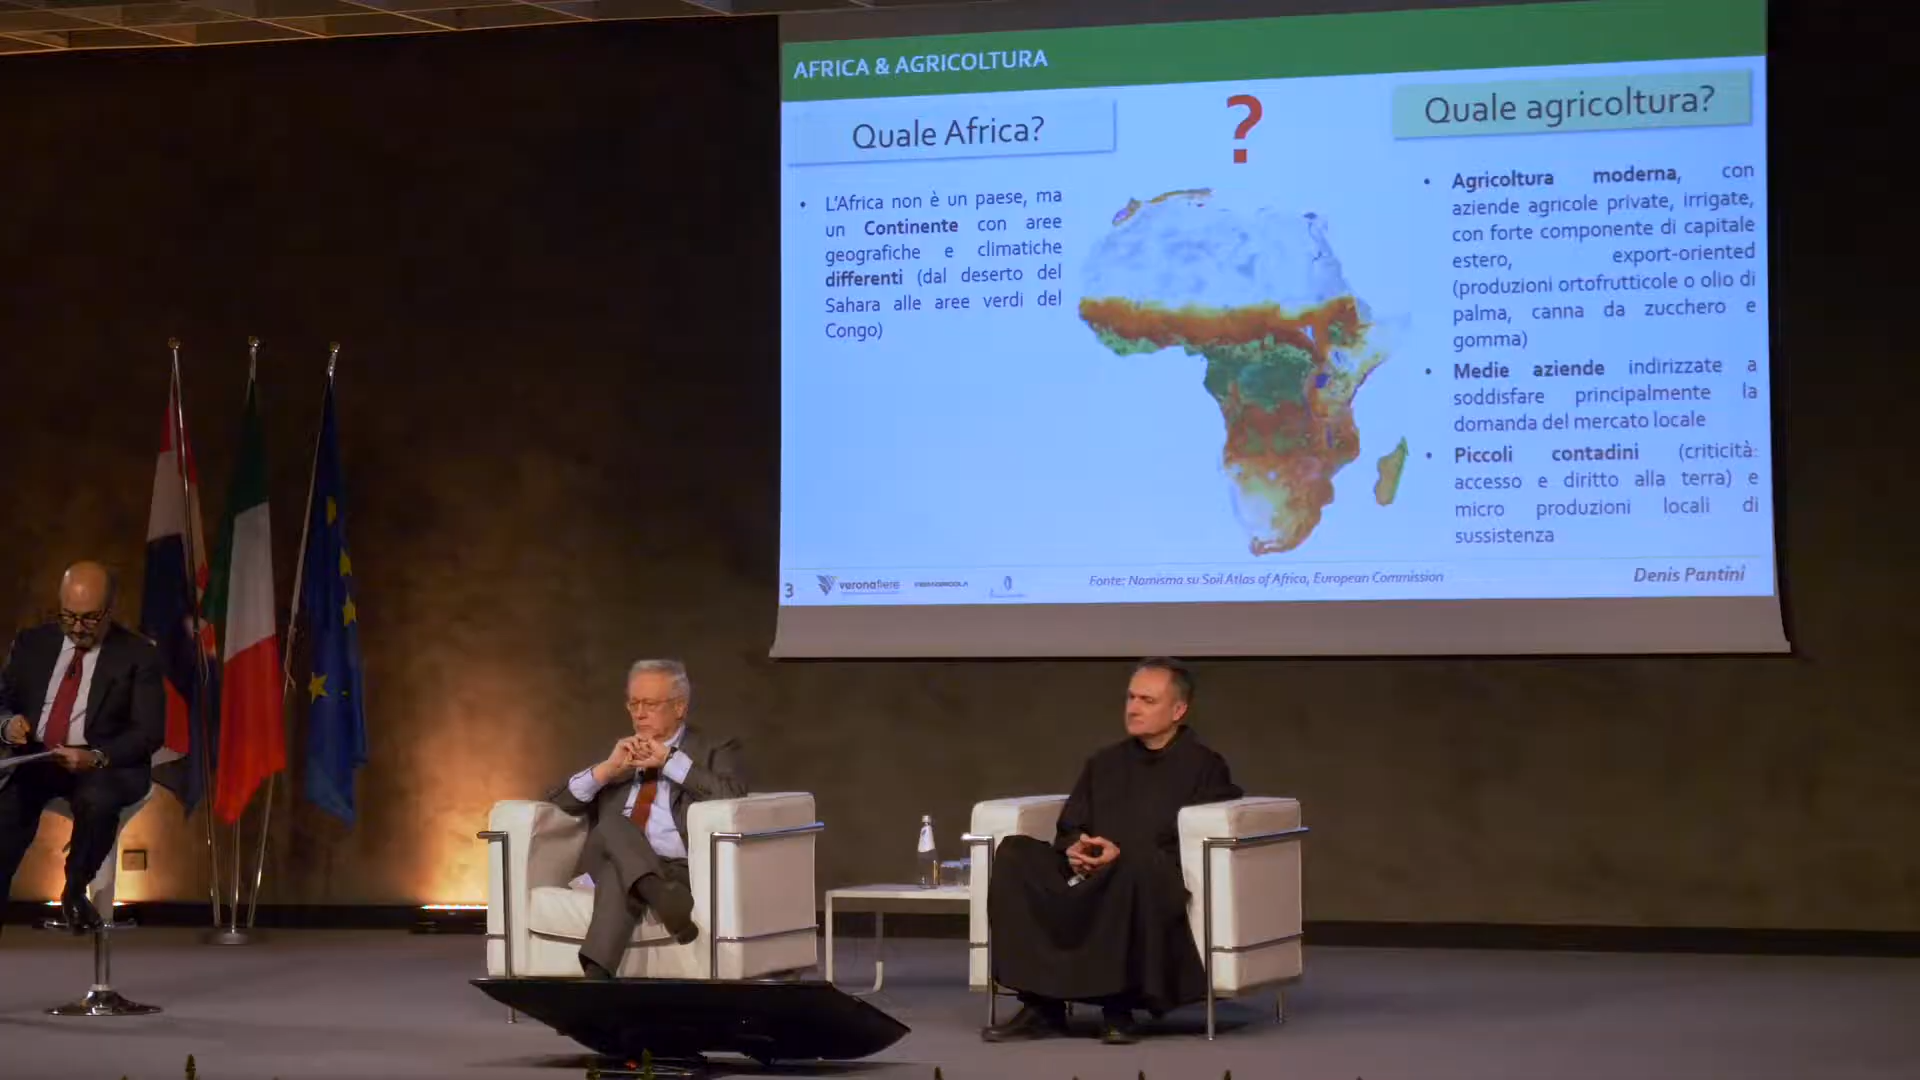 AFRICA & AGRICOLTURA
Quale Africa?
• L'Africa non è un paese, ma
un Continente con aree
geografiche e climatiche
differenti (dal deserto del
Sahara alle aree verdi del
Congo)
?
Quale agricoltura?
• Agricoltura moderna, con
aziende agricole private, irrigate,
con forte componente di capitale
estero, export-oriented
(produzioni ortofrutticole o olio di
palma, canna da zucchero e
gomma)
• Medie aziende indirizzate a
soddisfare principalmente la
domanda del mercato locale
• Piccoli contadini (criticità:
accesso e diritto alla terra) e
micro produzioni locali di
sussistenza
3
veronafiere
FIERAGRICOLA
Fonte: Nomisma su Soil Atlas of Africa, European Commission
Denis Pantini